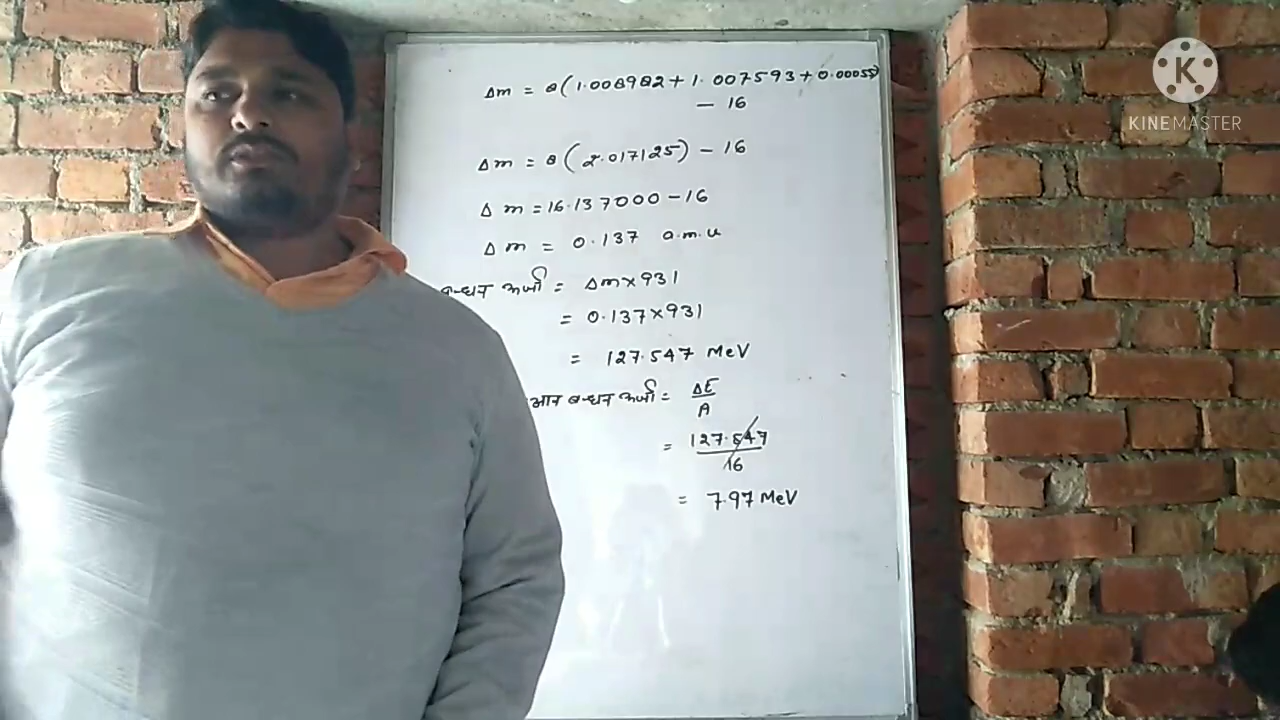 Δm = 8(1.008982+1.007593+0.00055)
- 16
Δm = 8(2.017125) - 16
Δm = 16.137000 - 16
Δm = 0.137 a.m.u
बन्धन ऊर्जा = Δm×931
= 0.137×931
= 127.547 MeV
बन्धन ऊर्जा = ΔE/A
= 127.547/16
= 7.97 MeV
K
KINEMASTER